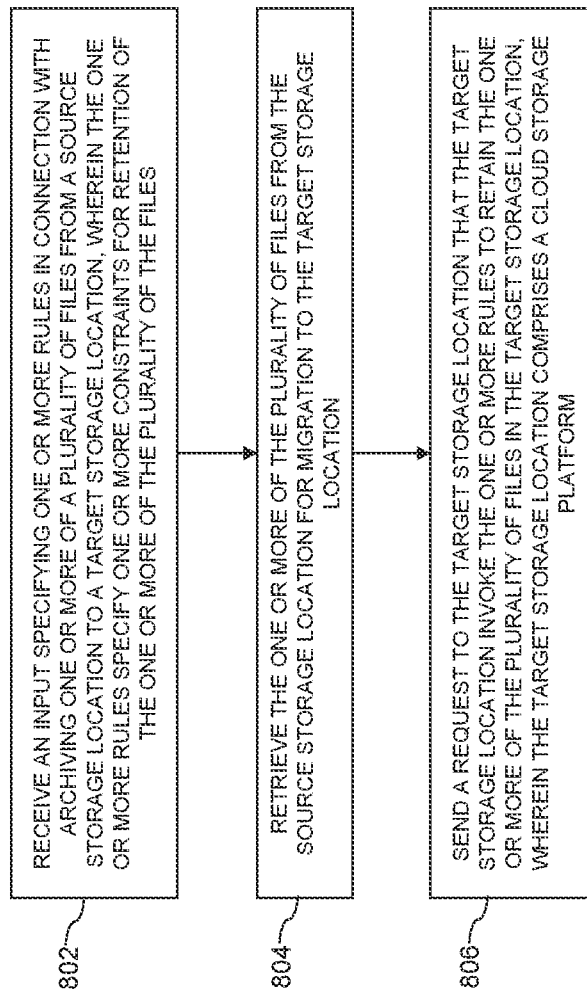 802
RECEIVE AN INPUT SPECIFYING ONE OR MORE RULES IN CONNECTION WITH
ARCHIVING ONE OR MORE OF A PLURALITY OF FILES FROM A SOURCE
STORAGE LOCATION TO A TARGET STORAGE LOCATION, WHEREIN THE ONE
OR MORE RULES SPECIFY ONE OR MORE CONSTRAINTS FOR RETENTION OF
THE ONE OR MORE OF THE PLURALITY OF THE FILES
804
RETRIEVE THE ONE OR MORE OF THE PLURALITY OF FILES FROM THE
SOURCE STORAGE LOCATION FOR MIGRATION TO THE TARGET STORAGE
LOCATION
806
SEND A REQUEST TO THE TARGET STORAGE LOCATION THAT THE TARGET
STORAGE LOCATION INVOKE THE ONE OR MORE RULES TO RETAIN THE ONE
OR MORE OF THE PLURALITY OF FILES IN THE TARGET STORAGE LOCATION,
WHEREIN THE TARGET STORAGE LOCATION COMPRISES A CLOUD STORAGE
PLATFORM